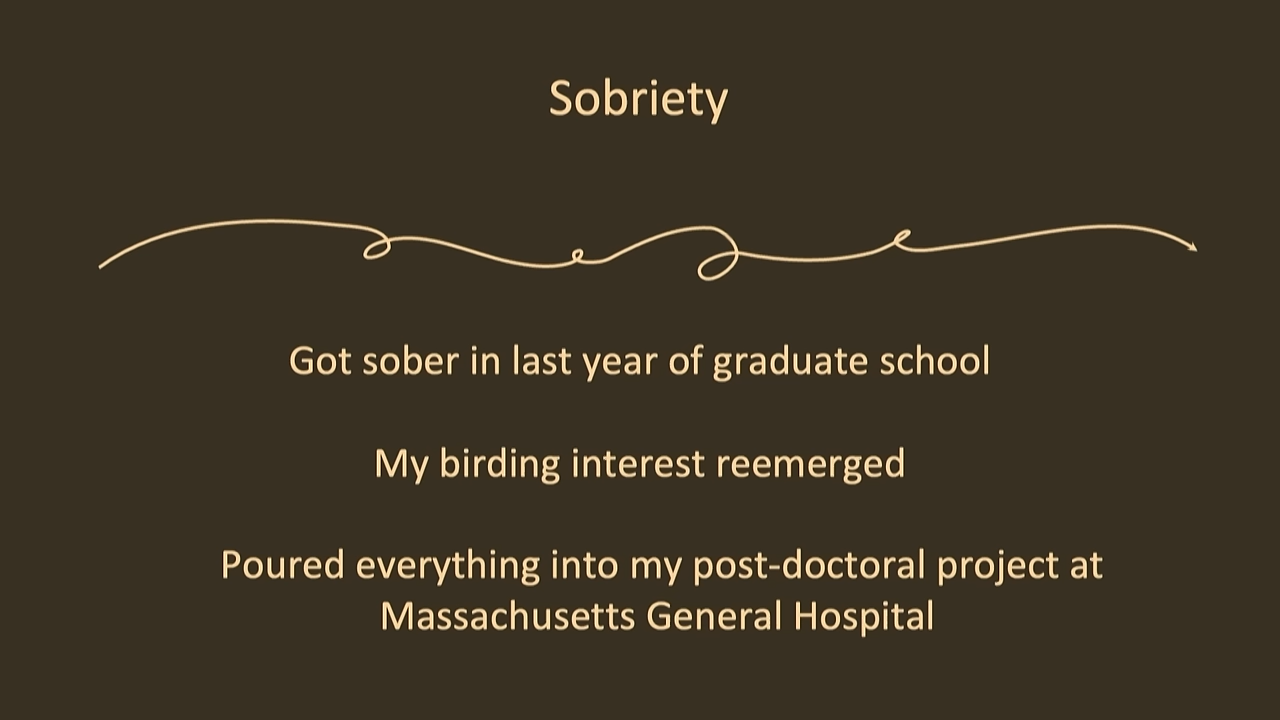 Sobriety
Got sober in last year of graduate school
My birding interest reemerged
Poured everything into my post-doctoral project at
Massachusetts General Hospital